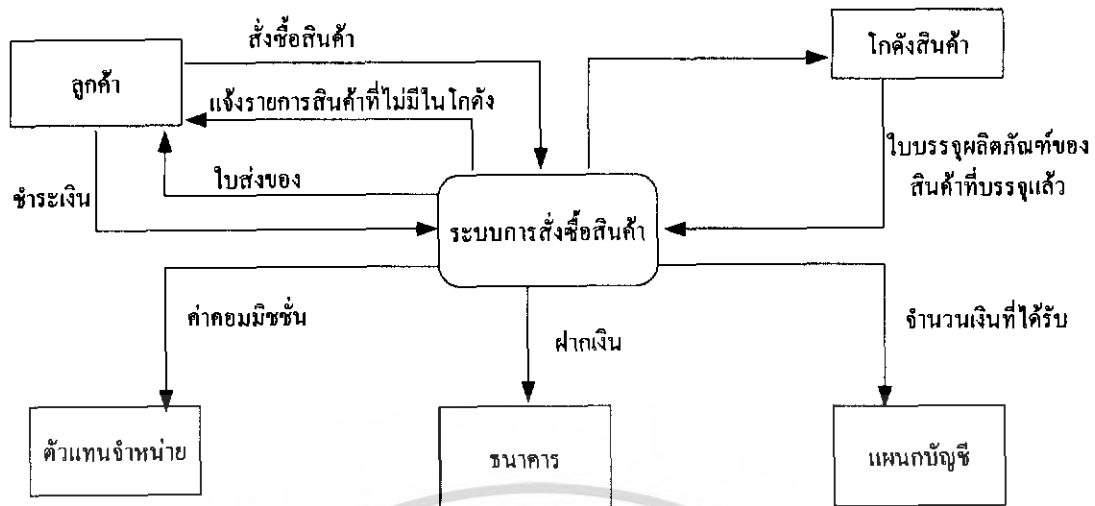 สั่งซื้อสินค้า
โกดังสินค้า
ลูกค้า
แจ้งรายการสินค้าที่ไม่มีในโกดัง
ใบบรรจุผลิตภัณฑ์ของ
สินค้าที่บรรจุแล้ว
ใบส่งของ
ชำระเงิน
ระบบการสั่งซื้อสินค้า
ค่าคอมมิชชั่น
จำนวนเงินที่ได้รับ
ฝากเงิน
ตัวแทนจำหน่าย
ธนาคาร
แผนกบัญชี